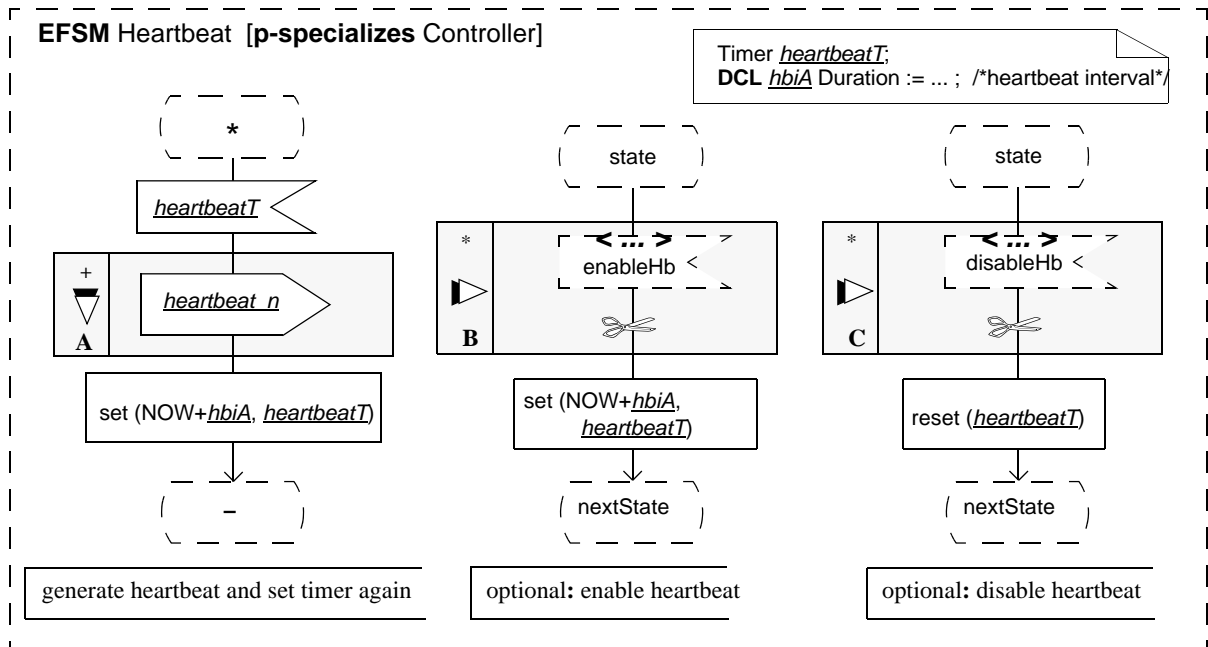 EFSM Heartbeat [p-specializes Controller]
Timer heartbeatT;
DCL hbiA Duration := ... ; /*heartbeat interval*/
*
heartbeatT
+
A
heartbeat_n
set (NOW+hbiA, heartbeatT)
–
generate heartbeat and set timer again
state
*
B
< ... >
enableHb
set (NOW+hbiA,
heartbeatT)
nextState
optional: enable heartbeat
state
*
C
< ... >
disableHb
reset (heartbeatT)
nextState
optional: disable heartbeat